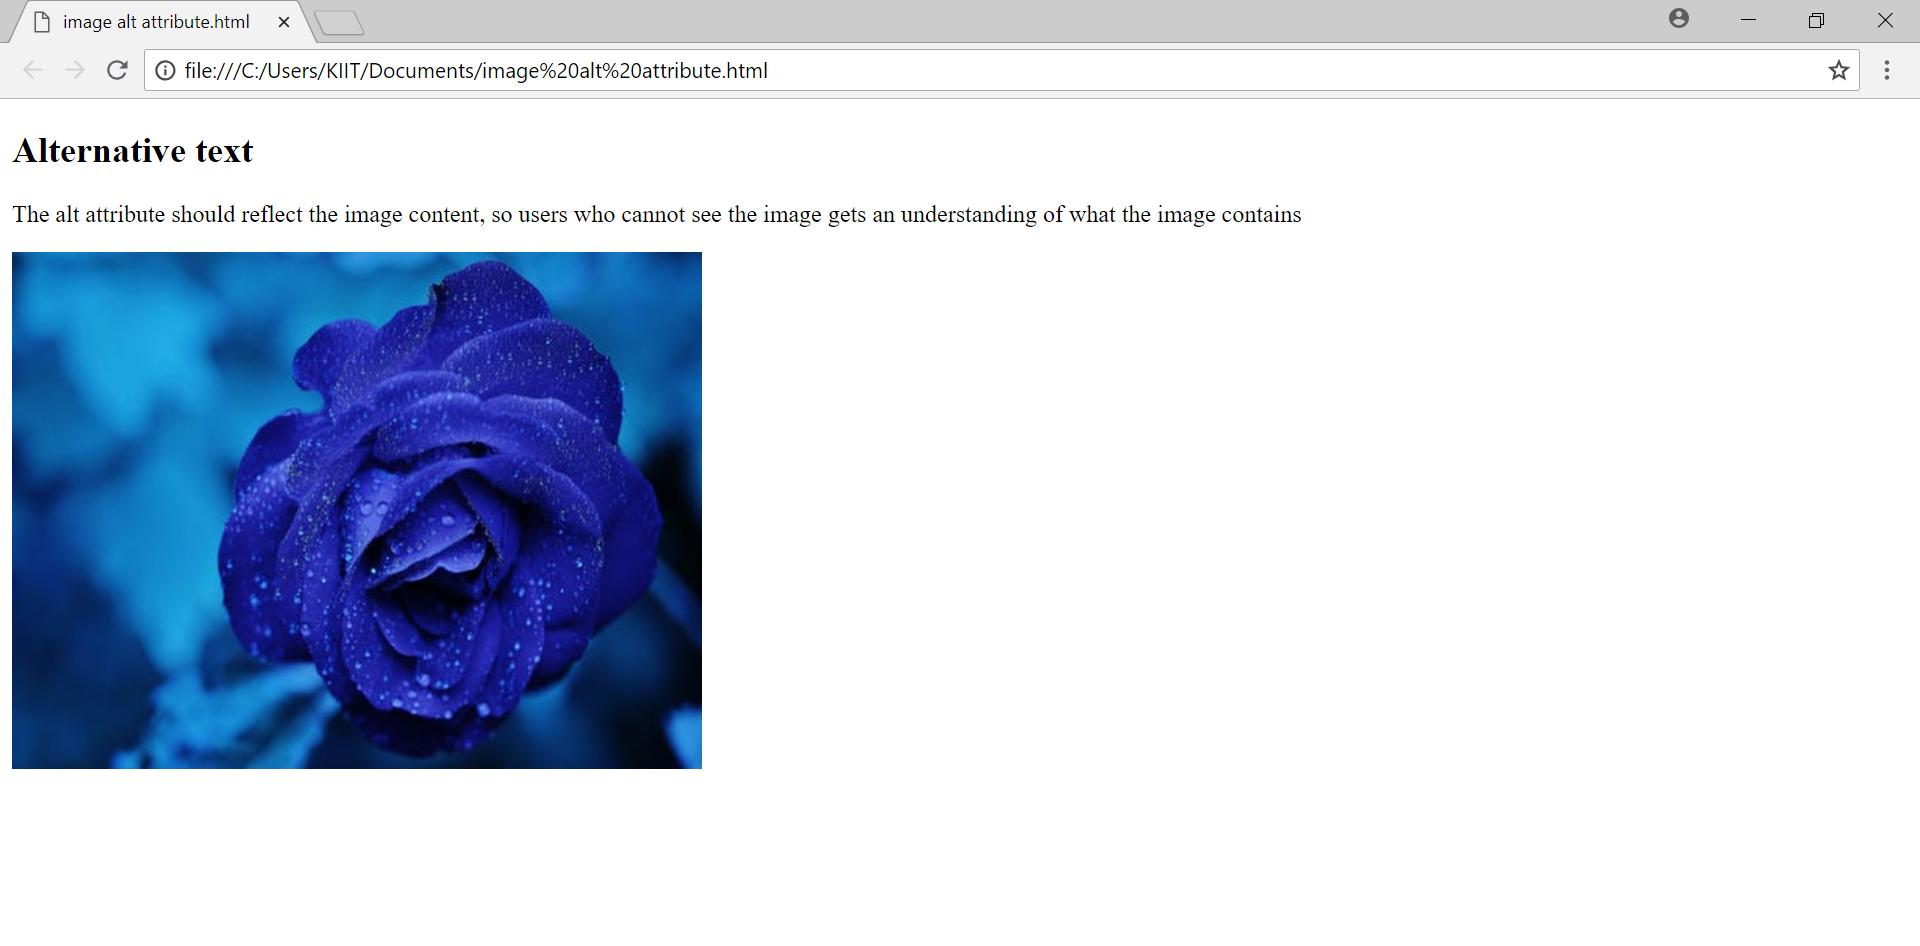 image alt attribute.html
file:///C:/Users/KIIT/Documents/image%20alt%20attribute.html
Alternative text
The alt attribute should reflect the image content, so users who cannot see the image gets an understanding of what the image contains